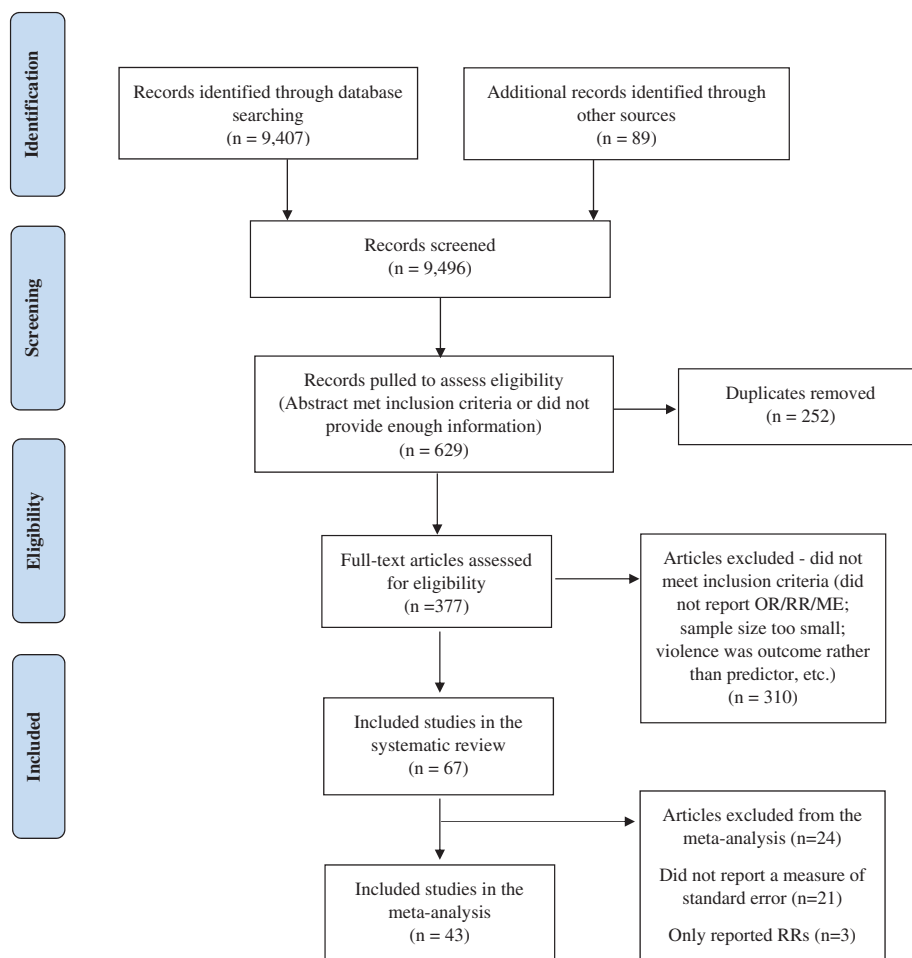 Identification
Records identified through database
searching
(n = 9,407)
Additional records identified through
other sources
(n = 89)
Screening
Records screened
(n = 9,496)
Records pulled to assess eligibility
(Abstract met inclusion criteria or did not
provide enough information)
(n = 629)
Duplicates removed
(n = 252)
Eligibility
Full-text articles assessed
for eligibility
(n =377)
Articles excluded - did not
meet inclusion criteria (did
not report OR/RR/ME;
sample size too small;
violence was outcome rather
than predictor, etc.)
(n = 310)
Included
Included studies in the
systematic review
(n = 67)
Articles excluded from the
meta-analysis (n=24)
Did not report a measure of
standard error (n=21)
Only reported RRs (n=3)
Included studies in the
meta-analysis
(n = 43)